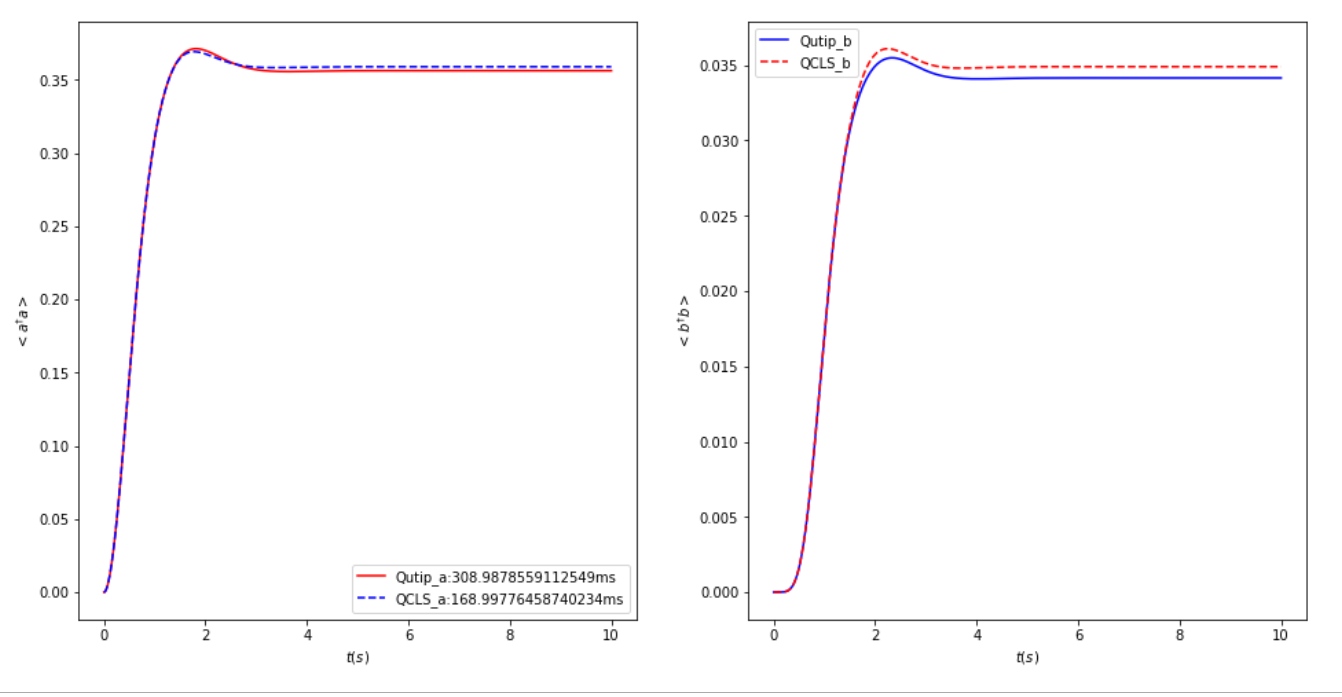 0.35
0.30
0.25
0.20
0.15
0.10
0.05
0.00
<a†a>
0 2 4 6 8 10
t(s)
Qutip_a:308.9878559112549ms
QCLS_a:168.99776458740234ms
Qutip_b
QCLS_b
0.035
0.030
0.025
0.020
0.015
0.010
0.005
0.000
<b†b>
0 2 4 6 8 10
t(s)